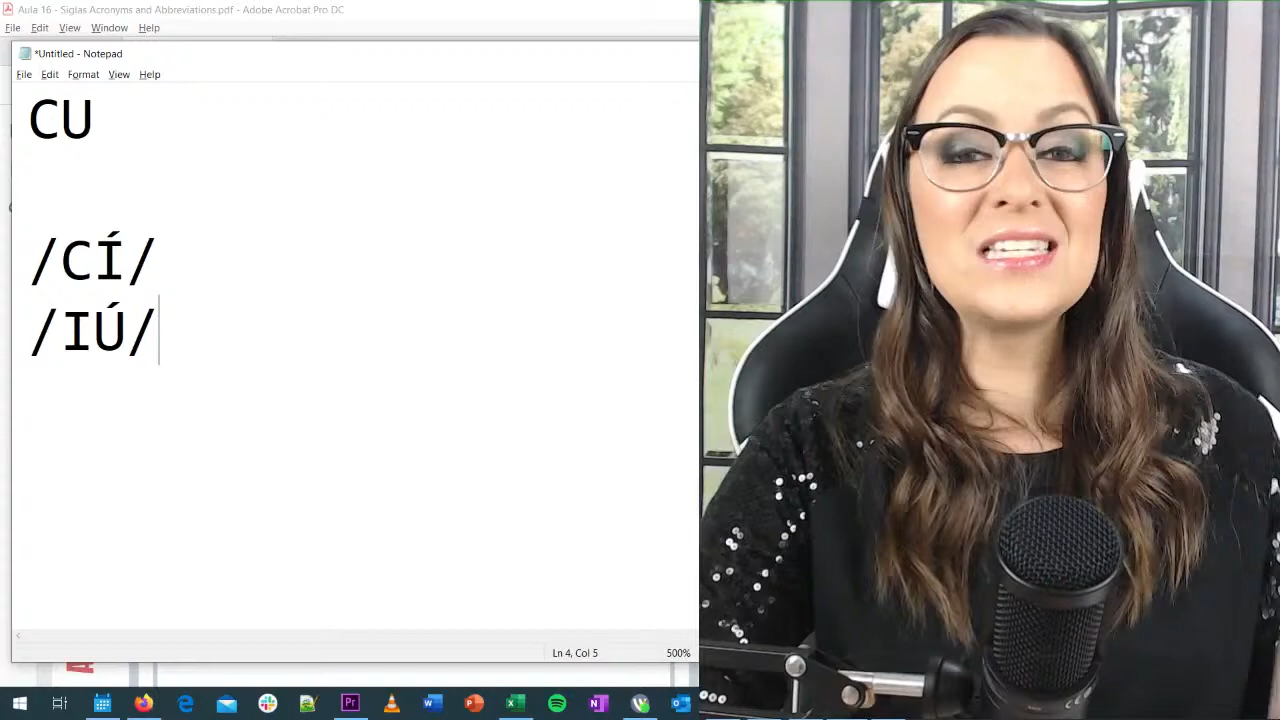 Aula 16 - Siglas Acronyms and Abbreviations.pdf - Adobe Acrobat Pro DC
File Edit View Window Help
*Untitled - Notepad
File Edit Format View Help
CU
/CÍ/
/IÚ/
Ln 4, Col 5 500%